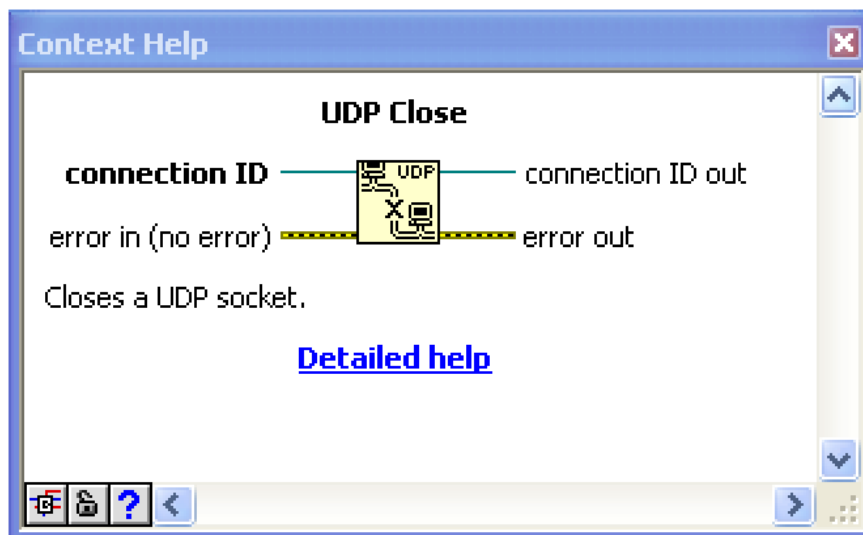 Context Help
UDP Close
connection ID
UDP
connection ID out
error in (no error)
error out
Closes a UDP socket.
Detailed help
?